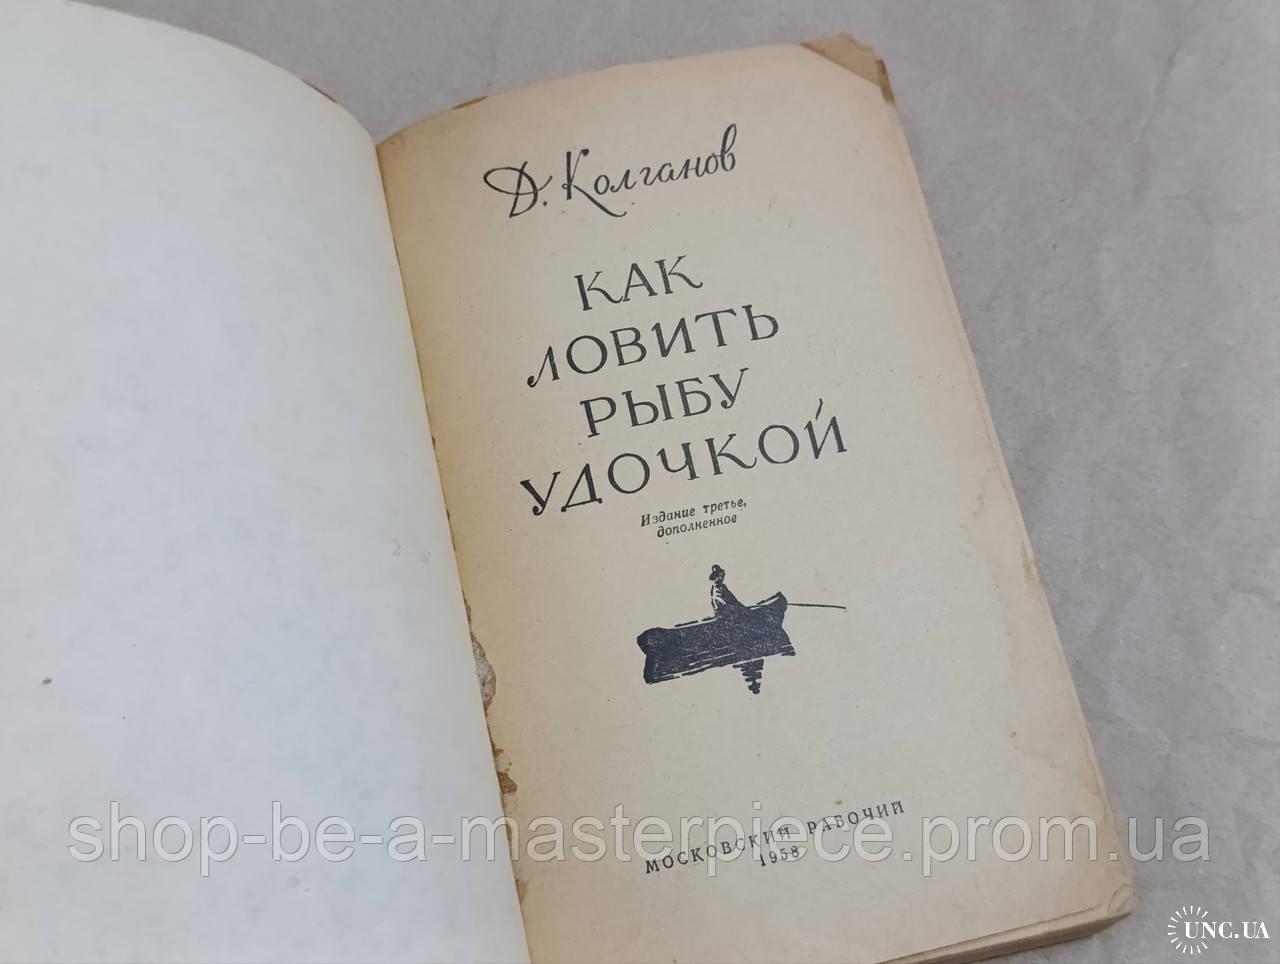 Д. Колганов
КАК
ЛОВИТЬ
РЫБУ
УДОЧКОЙ
Издание третье,
дополненное
МОСКОВСКИЙ РАБОЧИЙ
1958
shop-be-a-masterpiece.prom.ua
UNC.UA